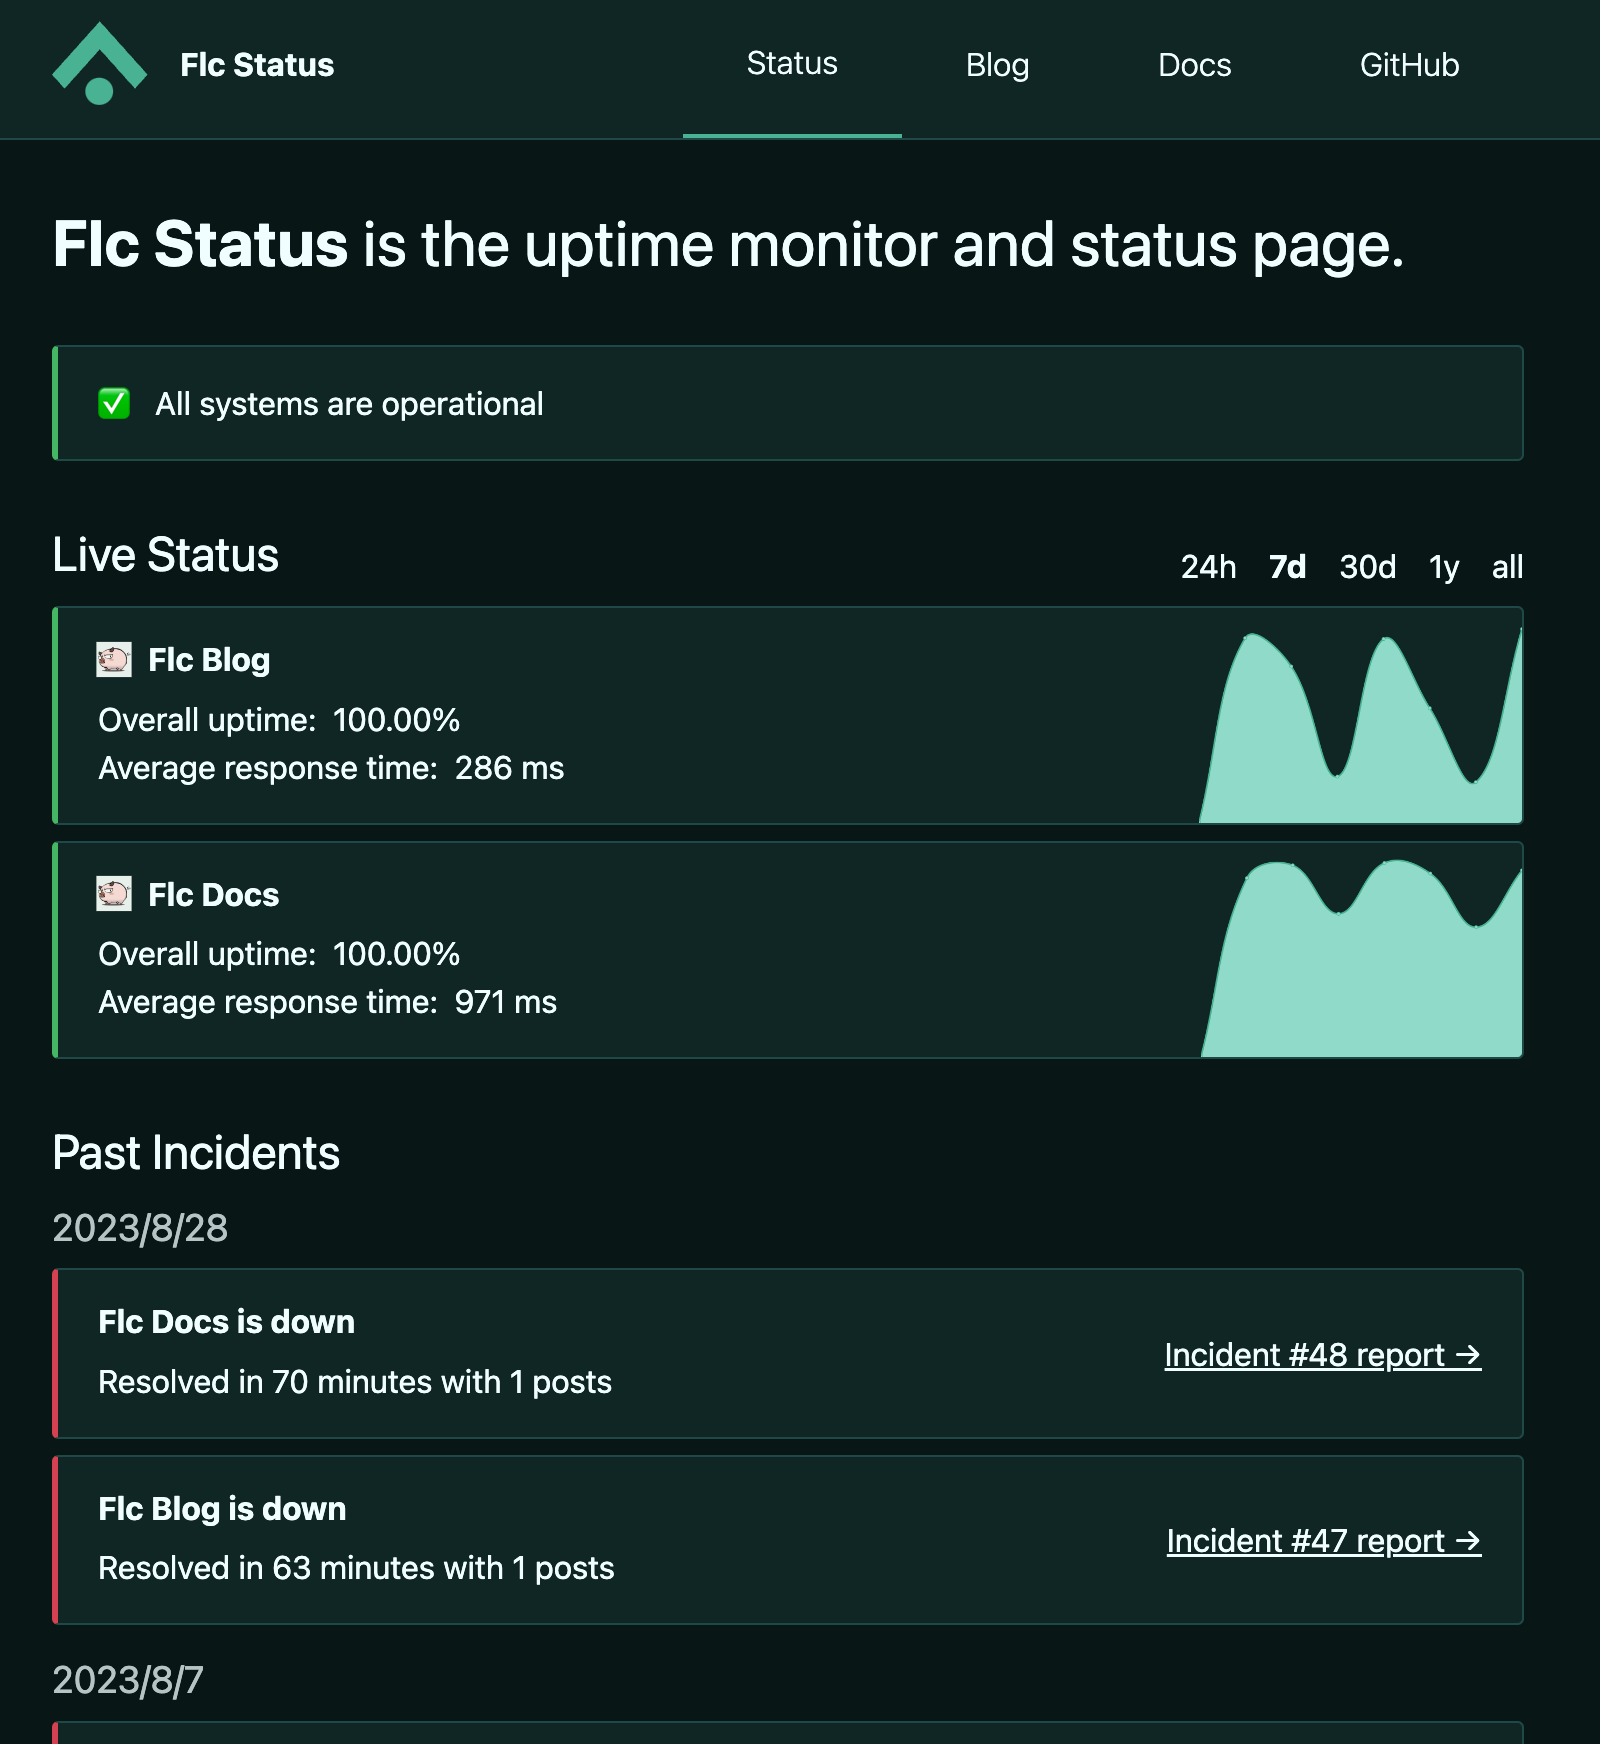 Flc Status
Status
Blog
Docs
GitHub
Flc Status is the uptime monitor and status page.
✅ All systems are operational
Live Status
24h 7d 30d 1y all
Flc Blog
Overall uptime: 100.00%
Average response time: 286 ms
Flc Docs
Overall uptime: 100.00%
Average response time: 971 ms
Past Incidents
2023/8/28
Flc Docs is down
Resolved in 70 minutes with 1 posts
Incident #48 report →
Flc Blog is down
Resolved in 63 minutes with 1 posts
Incident #47 report →
2023/8/7